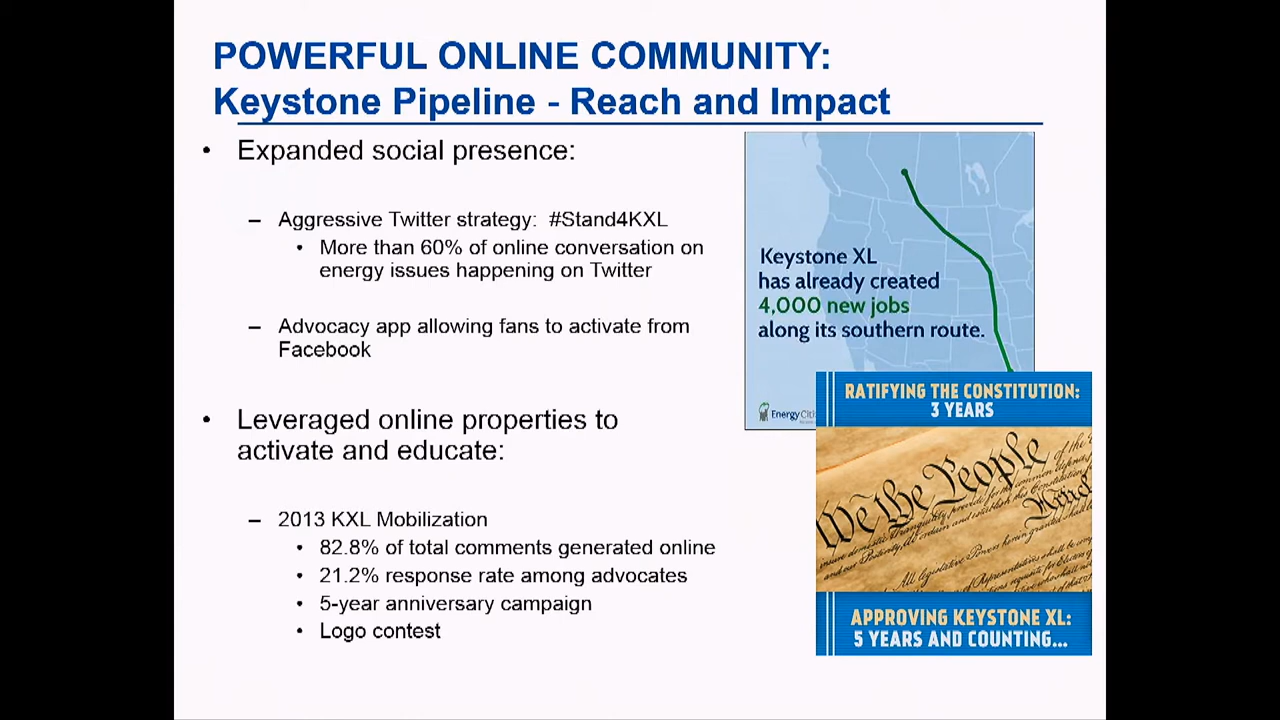 POWERFUL ONLINE COMMUNITY:
Keystone Pipeline - Reach and Impact
• Expanded social presence:
– Aggressive Twitter strategy: #Stand4KXL
• More than 60% of online conversation on
energy issues happening on Twitter
– Advocacy app allowing fans to activate from
Facebook
• Leveraged online properties to
activate and educate:
– 2013 KXL Mobilization
• 82.8% of total comments generated online
• 21.2% response rate among advocates
• 5-year anniversary campaign
• Logo contest
Keystone XL
has already created
4,000 new jobs
along its southern route.
Energy
RATIFYING THE CONSTITUTION:
3 YEARS
We the People
APPROVING KEYSTONE XL:
5 YEARS AND COUNTING...